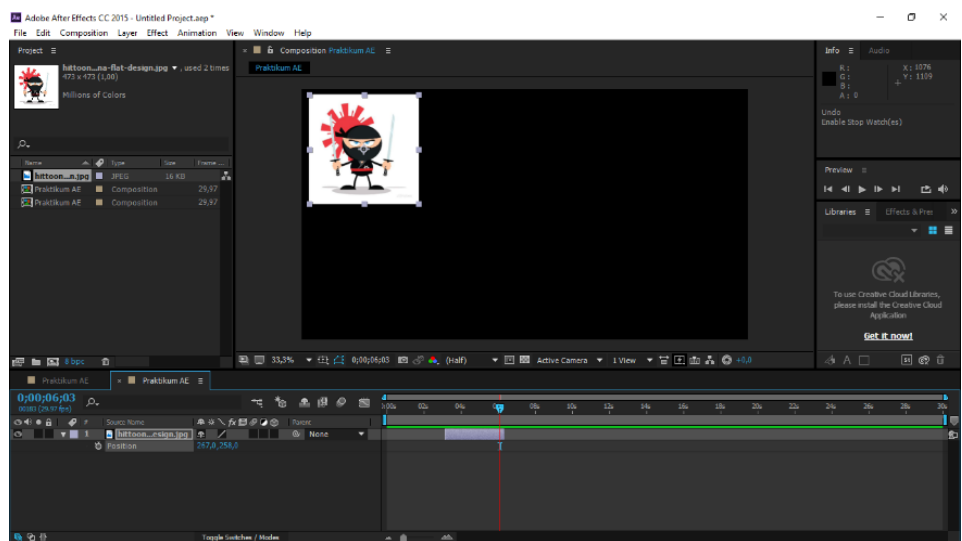 Adobe After Effects CC 2015 - Untitled Project.aep *
File Edit Composition Layer Effect Animation View Window Help
Project
hittoon...na-flat-design.jpg ▼ , used 2 times
473 x 473 (1,00)
Millions of Colors
Name Type Size Frame ...
hittoon...n.jpg JPEG 16 KB
Praktikum AE Composition 29,97
Praktikum AE Composition 29,97
8 bpc
Composition Praktikum AE
Praktikum AE
33,3% 0;00;06;03 (Half) Active Camera 1 View +0,0
Info Audio
R : X : 1076
G : Y : 1109
B :
A : 0
Undo
Enable Stop Watch(es)
Preview
Libraries Effects & Pres
To use Creative Cloud Libraries,
please install the Creative Cloud
Application
Get it now!
Praktikum AE Praktikum AE
0;00;06;03
00183 (29.97 fps)
02s 04s 08s 10s 12s 14s 16s 18s 20s 22s 24s 26s 28s 30s
# Source Name Parent
1 hittoon...esign.jpg None
Position 267,0,258,0
Toggle Switches / Modes